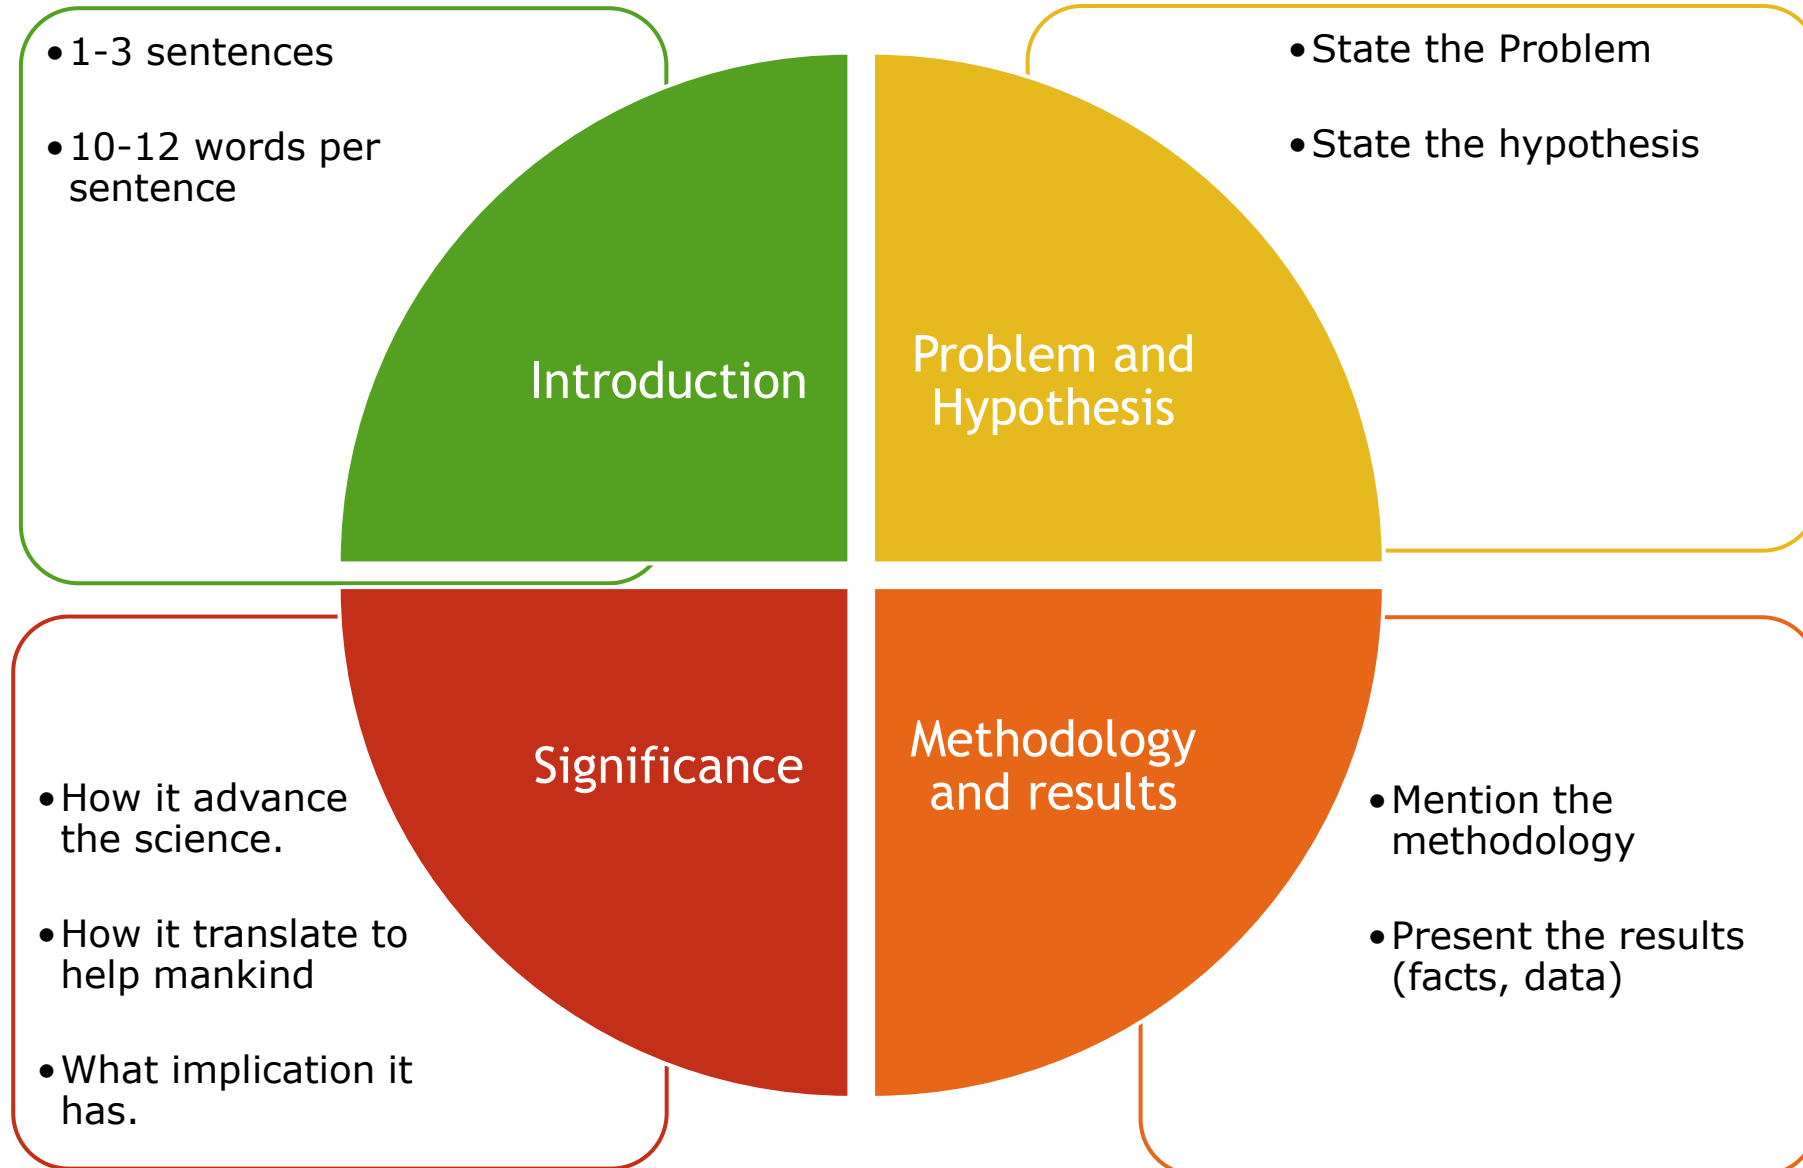 •1-3 sentences
•10-12 words per
sentence
Introduction
•State the Problem
•State the hypothesis
Problem and
Hypothesis
Significance
•How it advance
the science.
•How it translate to
help mankind
•What implication it
has.
Methodology
and results
•Mention the
methodology
•Present the results
(facts, data)